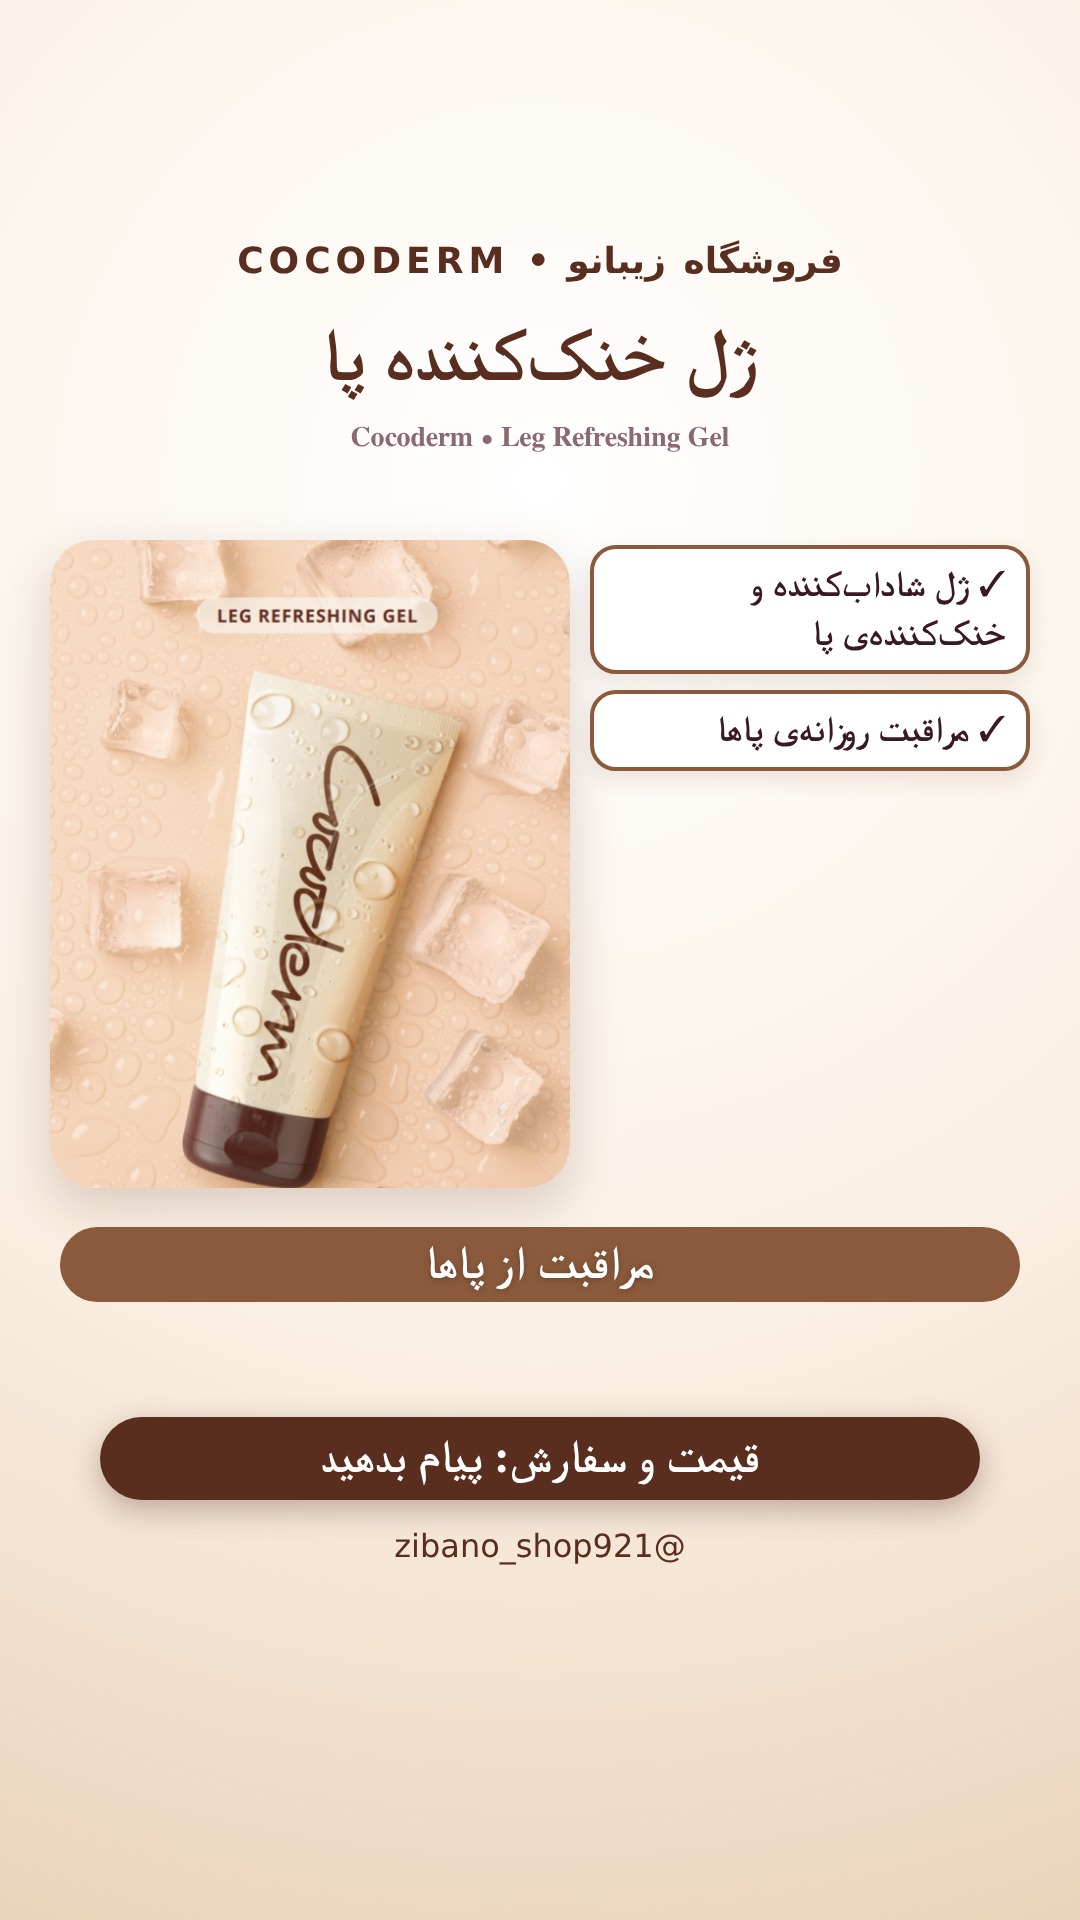 فروشگاه زیبانو • COCODERM
ژل خنک‌کننده پا
Cocoderm • Leg Refreshing Gel
LEG REFRESHING GEL
Cocoderm
✓ ژل شاداب‌کننده و
خنک‌کننده‌ی پا
✓ مراقبت روزانه‌ی پاها
مراقبت از پاها
قیمت و سفارش: پیام بدهید
zibano_shop921@